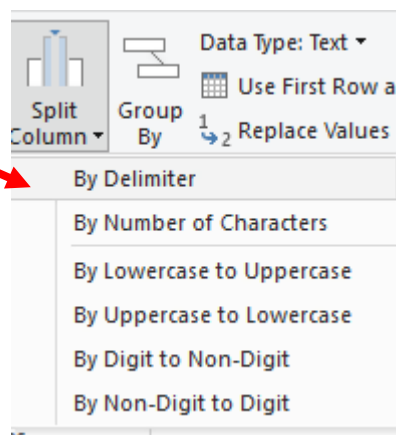 Split Column
Group By
Data Type: Text
Use First Row a
1 2 Replace Values
By Delimiter
By Number of Characters
By Lowercase to Uppercase
By Uppercase to Lowercase
By Digit to Non-Digit
By Non-Digit to Digit